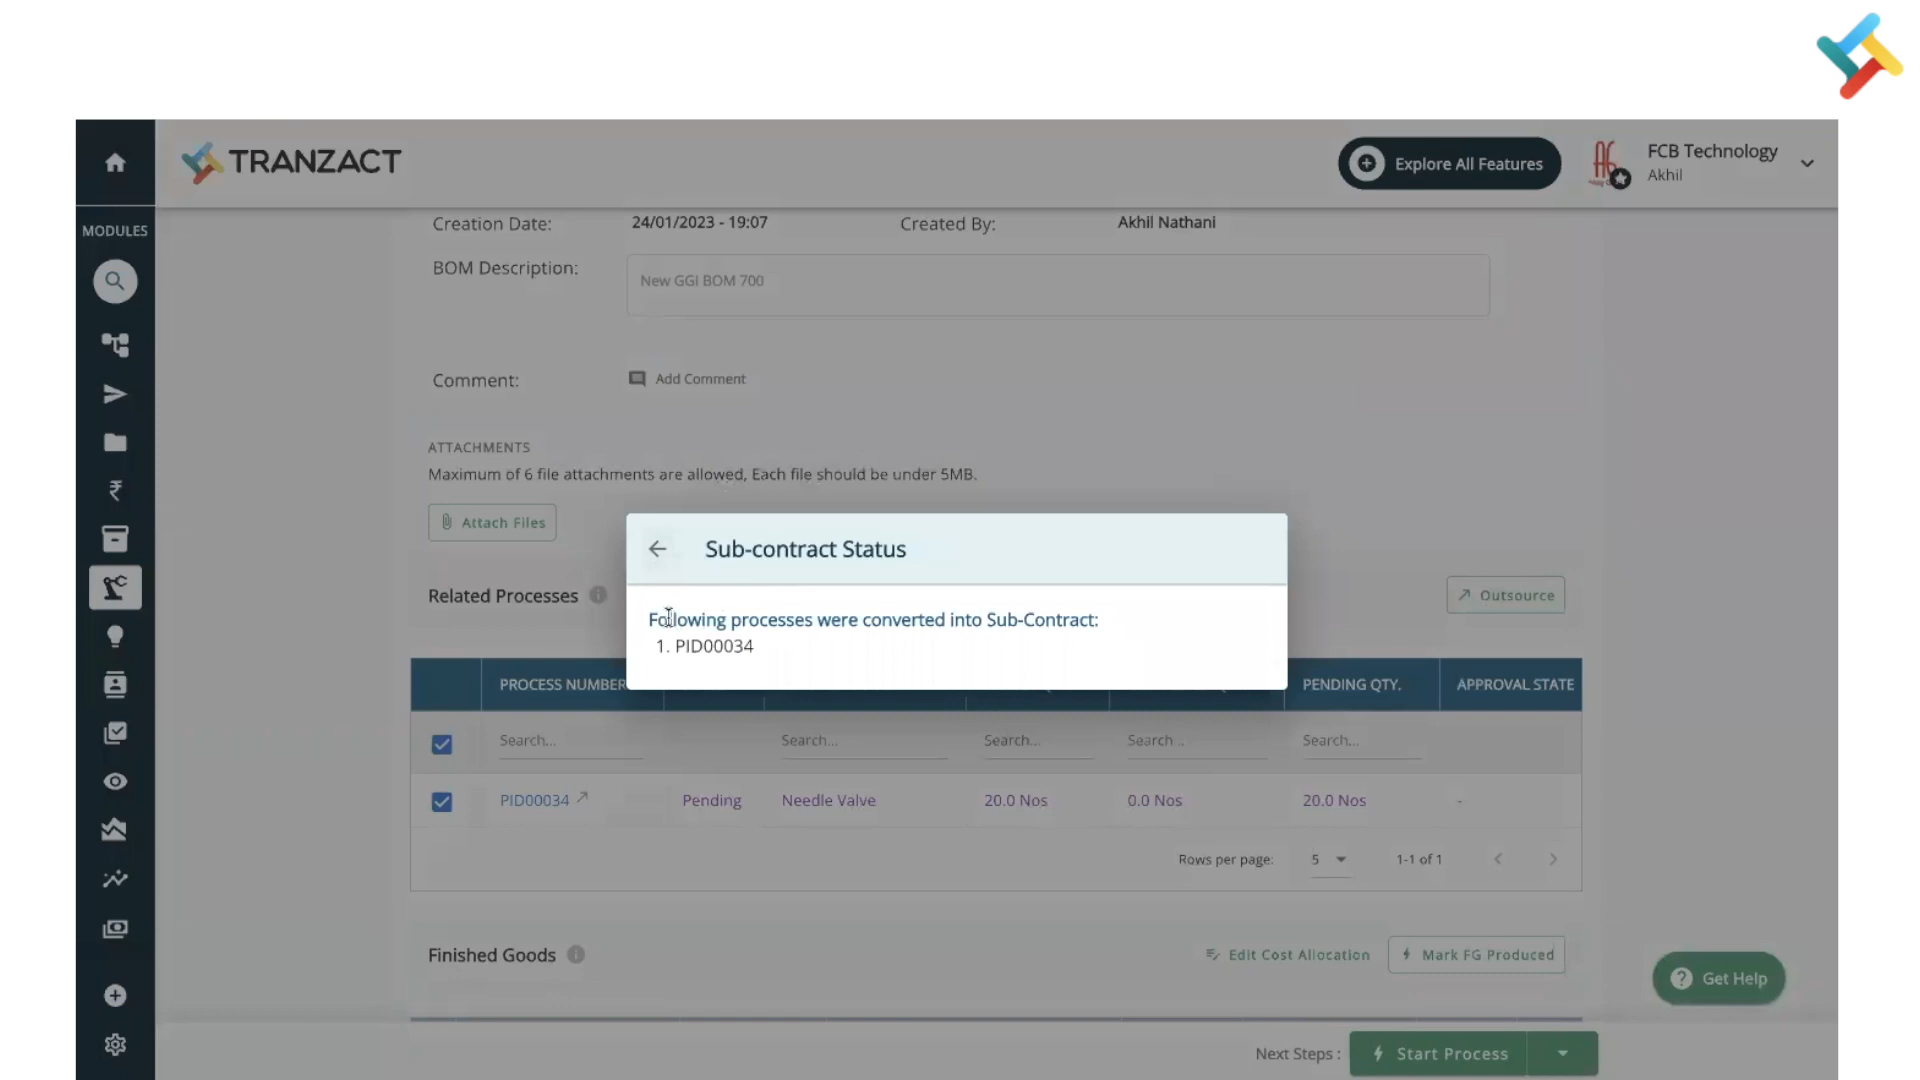 TRANZACT
Explore All Features
FCB Technology
Akhil
MODULES
Creation Date:
24/01/2023 - 19:07
Created By:
Akhil Nathani
BOM Description:
New GGI BOM 700
Comment:
Add Comment
ATTACHMENTS
Maximum of 6 file attachments are allowed, Each file should be under 5MB.
Attach Files
Sub-contract Status
Following processes were converted into Sub-Contract:
1. PID00034
Related Processes
Outsource
PROCESS NUMBER
PENDING QTY.
APPROVAL STATE
Search...
Search...
Search...
Search ..
Search...
PID00034
Pending
Needle Valve
20.0 Nos
0.0 Nos
20.0 Nos
-
Rows per page:
5
1-1 of 1
Finished Goods
Edit Cost Allocation
Mark FG Produced
Get Help
Next Steps :
Start Process